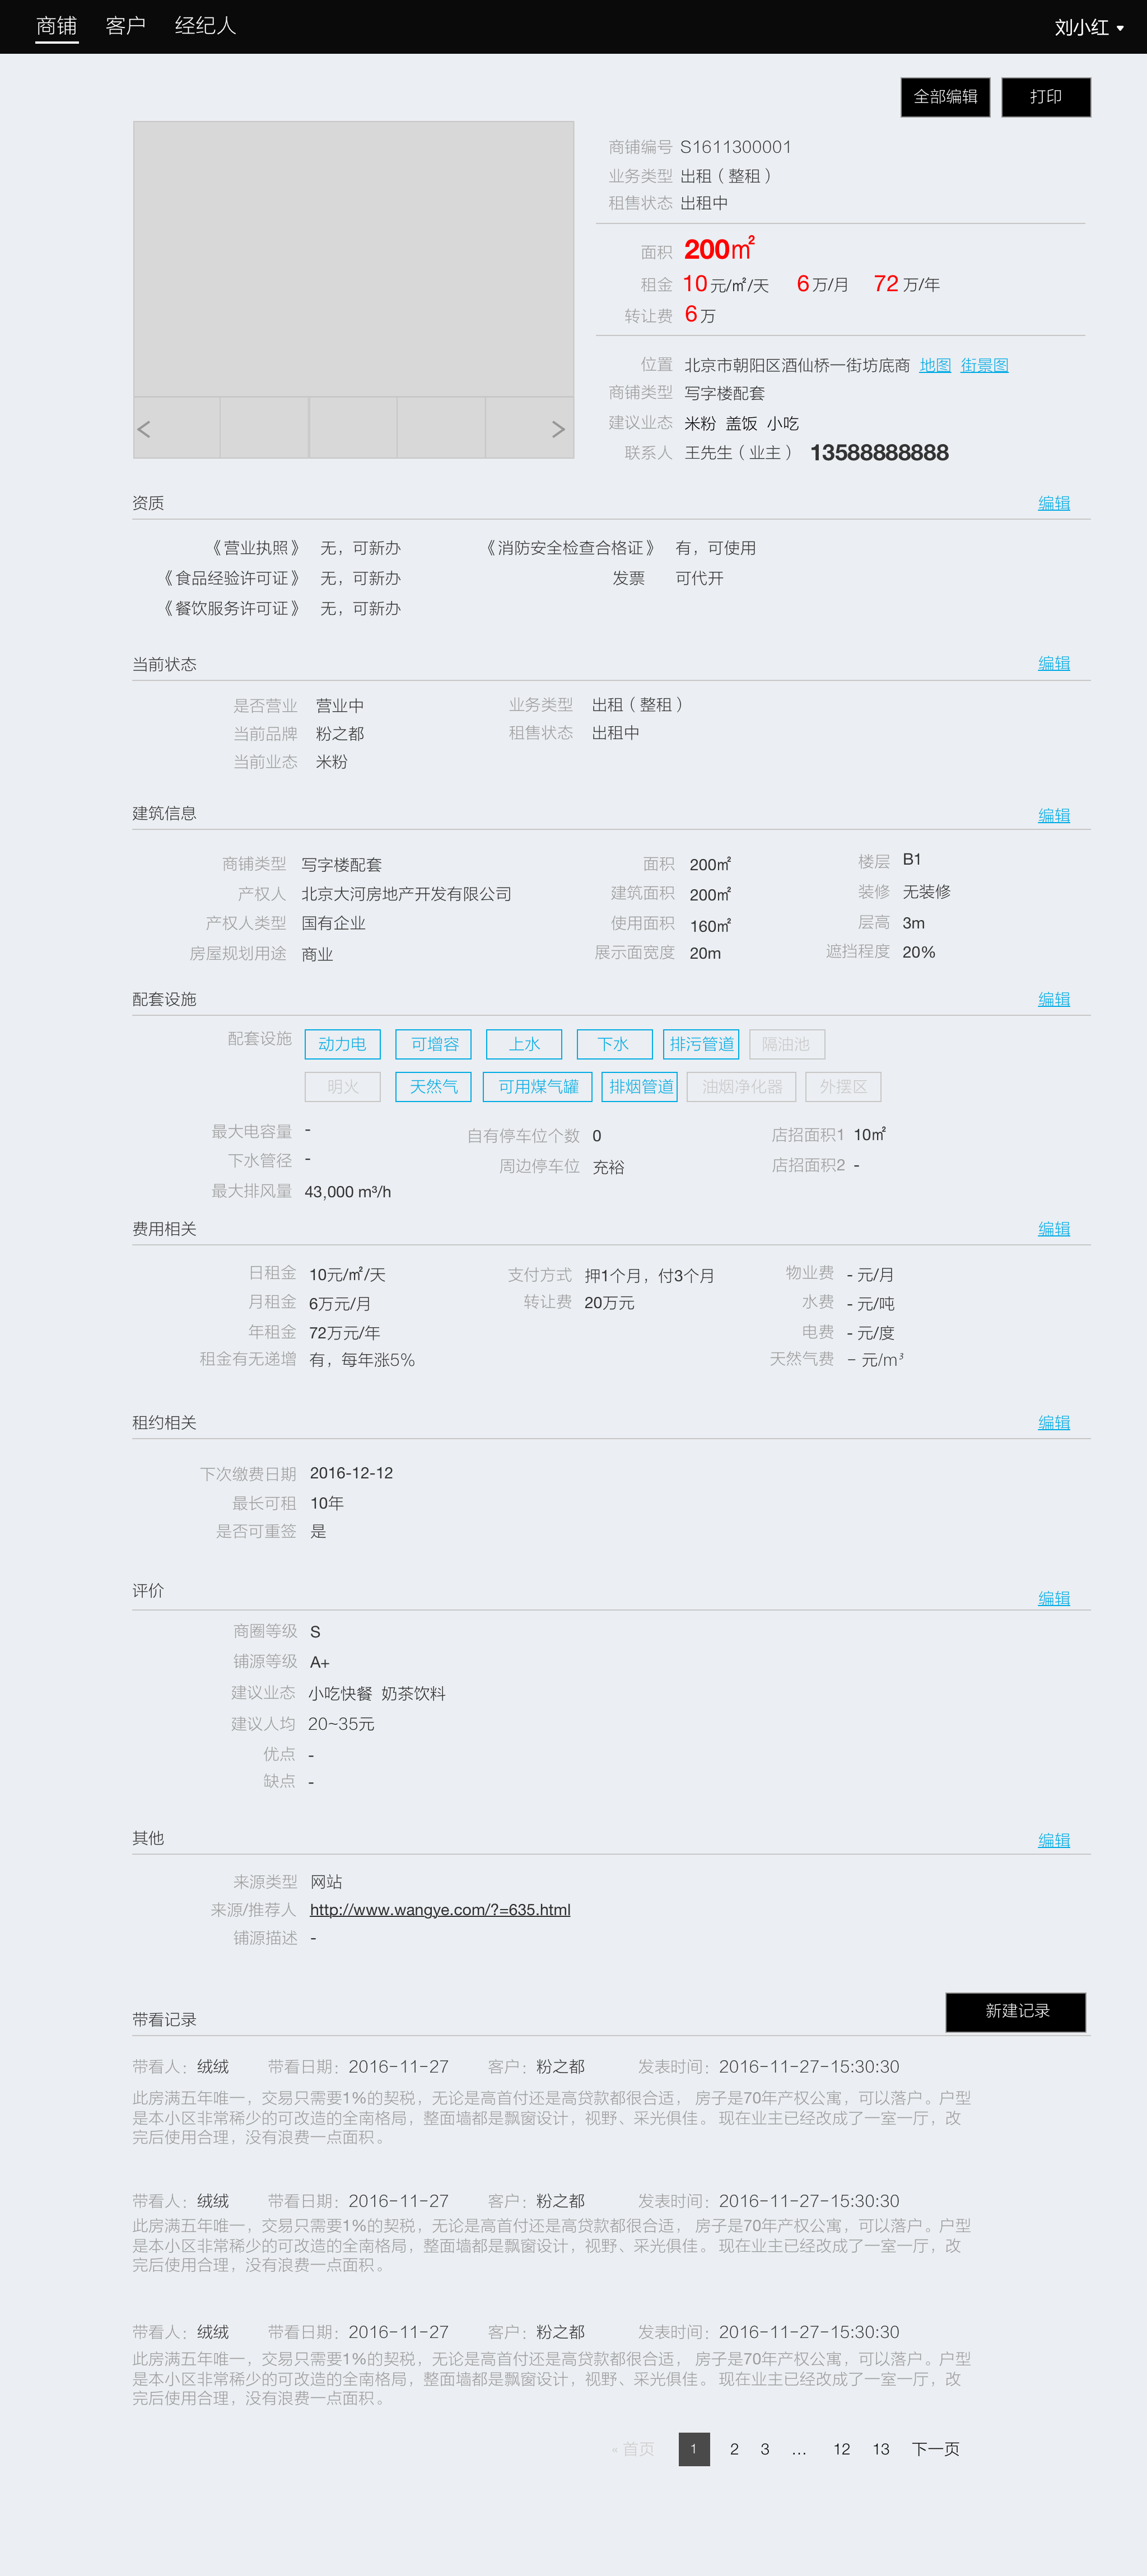 商铺 客户 经纪人 刘小红
全部编辑 打印
商铺编号 S1611300001
业务类型 出租（整租）
租售状态 出租中
面积 200㎡
租金 10元/㎡/天 6万/月 72万/年
转让费 6万
位置 北京市朝阳区酒仙桥一街坊底商 地图 街景图
商铺类型 写字楼配套
建议业态 米粉 盖饭 小吃
联系人 王先生（业主） 13588888888
资质 编辑
《营业执照》 无，可新办 《消防安全检查合格证》 有，可使用
《食品经验许可证》 无，可新办 发票 可代开
《餐饮服务许可证》 无，可新办
当前状态 编辑
是否营业 营业中 业务类型 出租（整租）
当前品牌 粉之都 租售状态 出租中
当前业态 米粉
建筑信息 编辑
商铺类型 写字楼配套 面积 200㎡ 楼层 B1
产权人 北京大河房地产开发有限公司 建筑面积 200㎡ 装修 无装修
产权人类型 国有企业 使用面积 160㎡ 层高 3m
房屋规划用途 商业 展示面宽度 20m 遮挡程度 20%
配套设施 编辑
配套设施 动力电 可增容 上水 下水 排污管道 隔油池
明火 天然气 可用煤气罐 排烟管道 油烟净化器 外摆区
最大电容量 - 自有停车位个数 0 店招面积1 10㎡
下水管径 - 周边停车位 充裕 店招面积2 -
最大排风量 43,000 m³/h
费用相关 编辑
日租金 10元/㎡/天 支付方式 押1个月，付3个月 物业费 - 元/月
月租金 6万元/月 转让费 20万元 水费 - 元/吨
年租金 72万元/年 电费 - 元/度
租金有无递增 有，每年涨5% 天然气费 - 元/m³
租约相关 编辑
下次缴费日期 2016-12-12
最长可租 10年
是否可重签 是
评价 编辑
商圈等级 S
铺源等级 A+
建议业态 小吃快餐 奶茶饮料
建议人均 20~35元
优点 -
缺点 -
其他 编辑
来源类型 网站
来源/推荐人 http://www.wangye.com/?=635.html
铺源描述 -
带看记录 新建记录
带看人：绒绒 带看日期：2016-11-27 客户：粉之都 发表时间：2016-11-27-15:30:30
此房满五年唯一，交易只需要1%的契税，无论是高首付还是高贷款都很合适， 房子是70年产权公寓，可以落户。户型
是本小区非常稀少的可改造的全南格局，整面墙都是飘窗设计，视野、采光俱佳。 现在业主已经改成了一室一厅，改
完后使用合理，没有浪费一点面积。
带看人：绒绒 带看日期：2016-11-27 客户：粉之都 发表时间：2016-11-27-15:30:30
此房满五年唯一，交易只需要1%的契税，无论是高首付还是高贷款都很合适， 房子是70年产权公寓，可以落户。户型
是本小区非常稀少的可改造的全南格局，整面墙都是飘窗设计，视野、采光俱佳。 现在业主已经改成了一室一厅，改
完后使用合理，没有浪费一点面积。
带看人：绒绒 带看日期：2016-11-27 客户：粉之都 发表时间：2016-11-27-15:30:30
此房满五年唯一，交易只需要1%的契税，无论是高首付还是高贷款都很合适， 房子是70年产权公寓，可以落户。户型
是本小区非常稀少的可改造的全南格局，整面墙都是飘窗设计，视野、采光俱佳。 现在业主已经改成了一室一厅，改
完后使用合理，没有浪费一点面积。
« 首页 1 2 3 ... 12 13 下一页